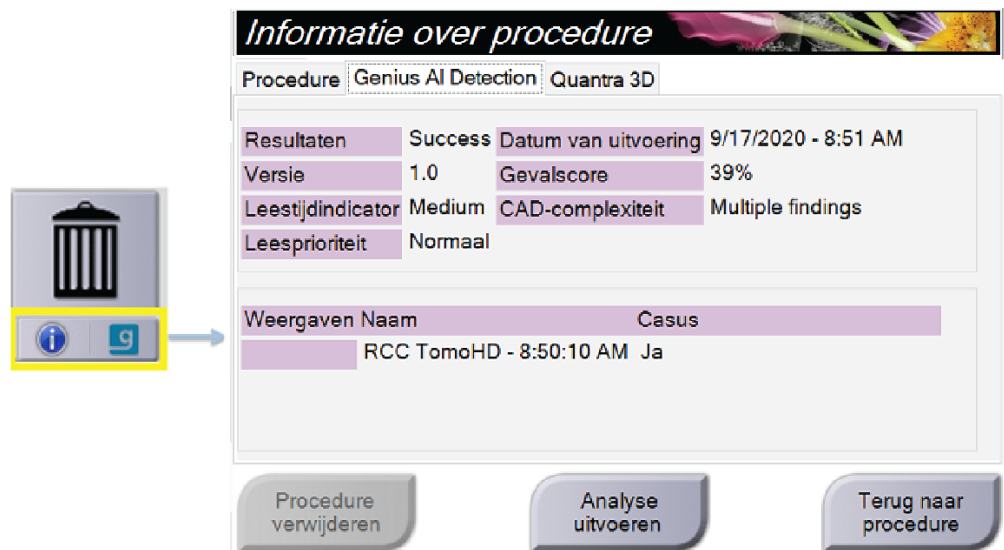 Informatie over procedure
Procedure Genius AI Detection Quantra 3D
Resultaten Success Datum van uitvoering 9/17/2020 - 8:51 AM
Versie 1.0 Gevalscore 39%
Leestijdindicator Medium CAD-complexiteit Multiple findings
Leesprioriteit Normaal
i g
Weergaven Naam Casus
RCC TomoHD - 8:50:10 AM Ja
Procedure verwijderen
Analyse uitvoeren
Terug naar procedure